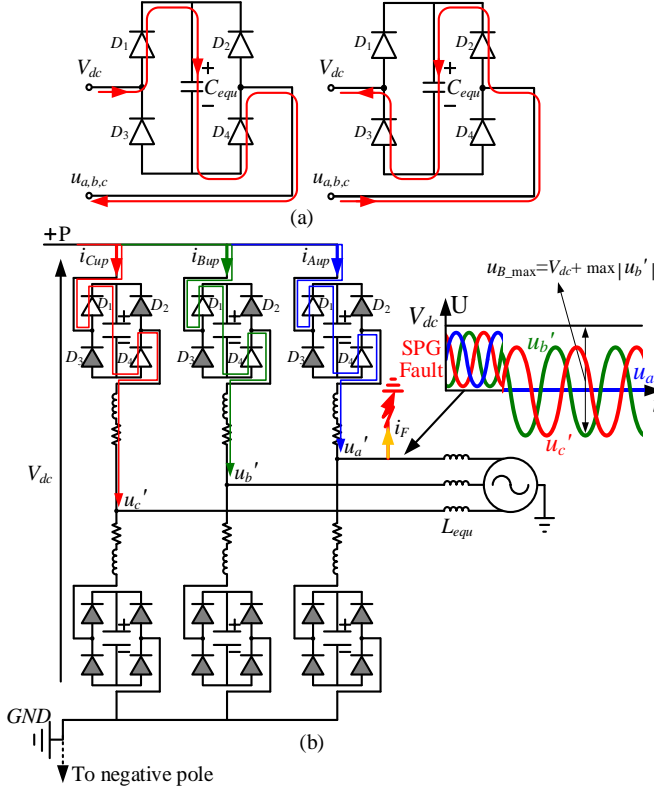 D1 D2 D1 D2
Vdc + Cequ − Vdc + Cequ −
D3 D4 D3 D4
ua,b,c ua,b,c
(a)
+P
iCup iBup iAup
uB_max=Vdc+ max|ub′|
D1 D2 D1 D2 D1 D2
+ + +
D3 D4 D3 D4 D3 D4
− − −
Vdc U
SPG
Fault
ub′
ua
uc′
iF
Vdc
uc′ ub′ ua′
Lequ
+ + +
− − −
GND
(b)
To negative pole